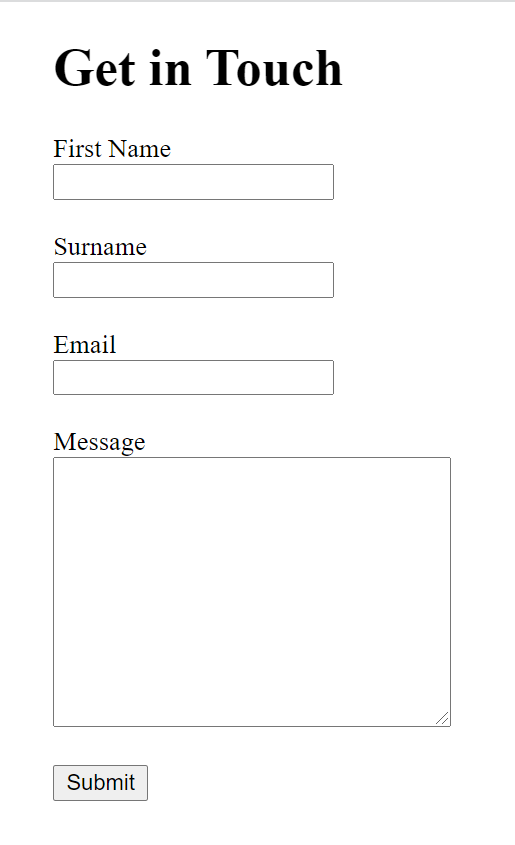 Get in Touch
First Name
Surname
Email
Message
Submit